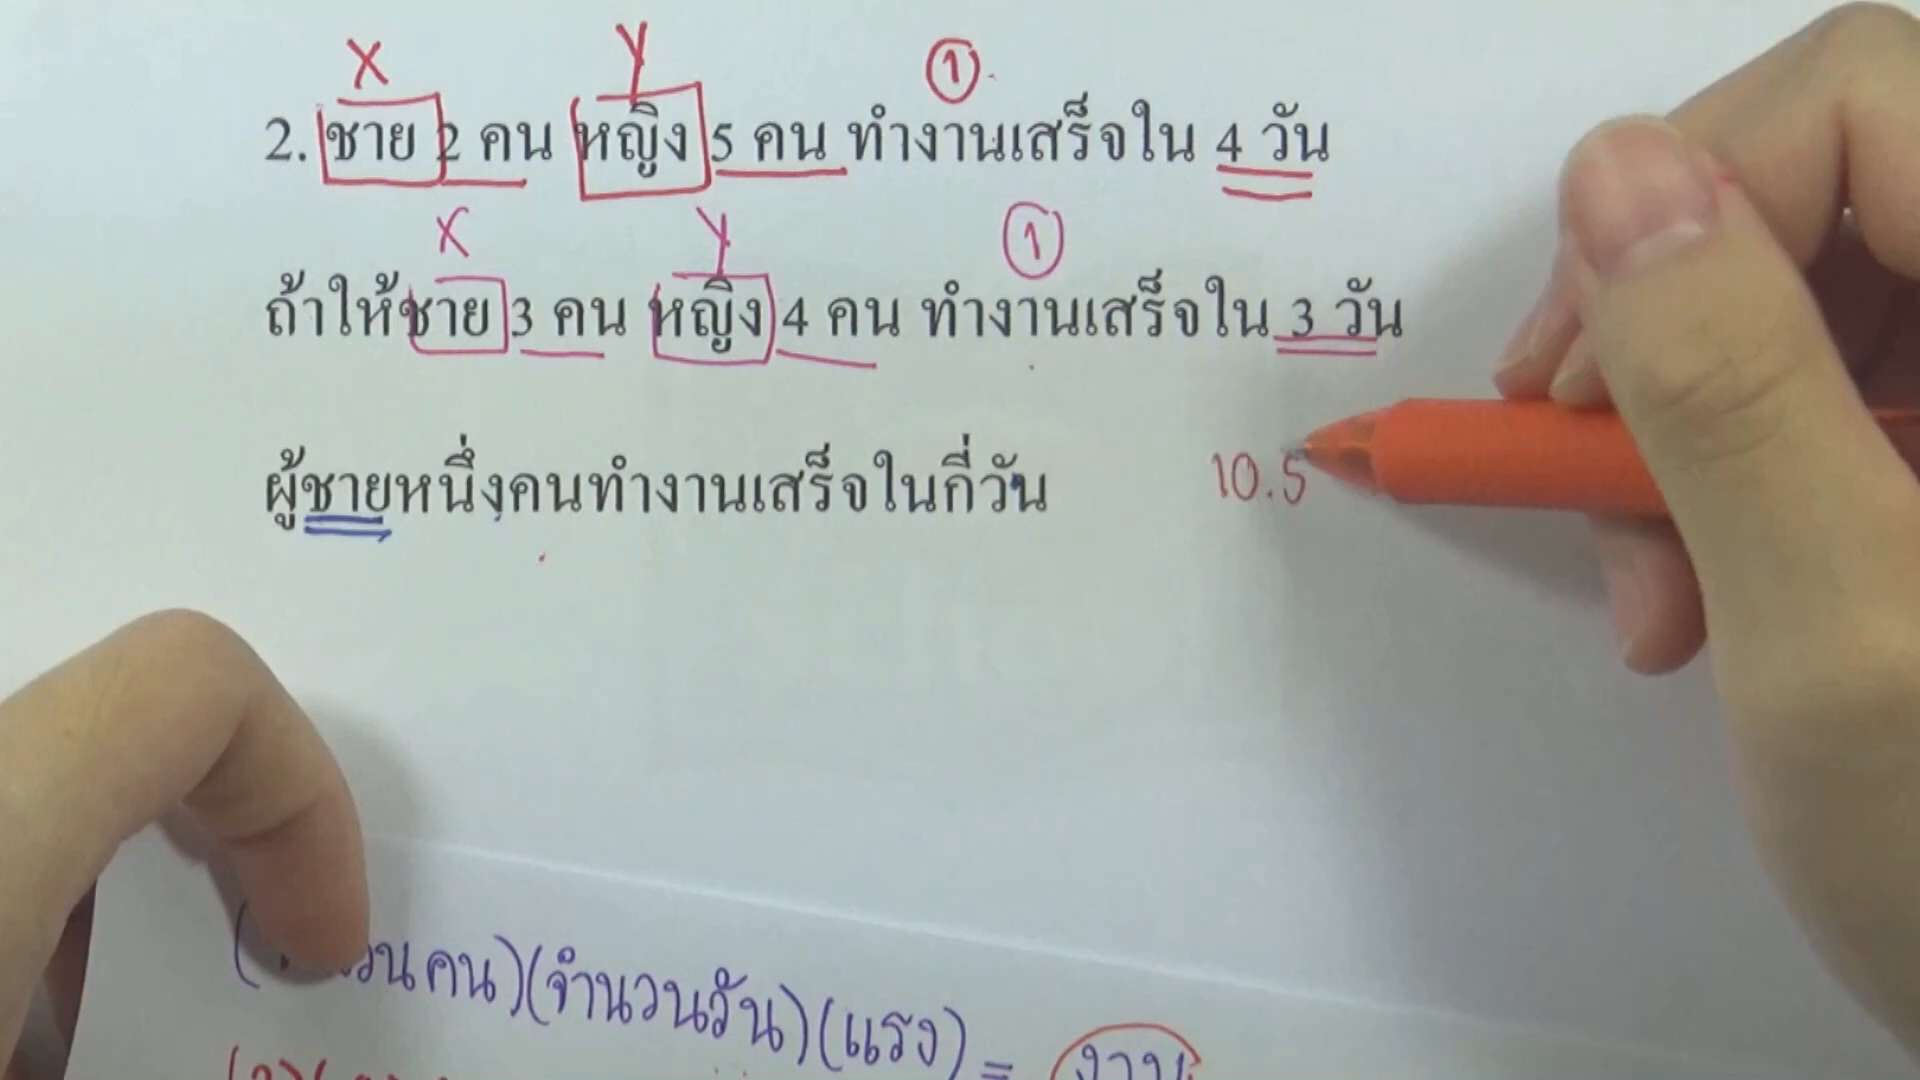 X Y ①
2. ชาย 2 คน หญิง 5 คน ทำงานเสร็จใน 4 วัน
X Y ①
ถ้าให้ชาย 3 คน หญิง 4 คน ทำงานเสร็จใน 3 วัน
ผู้ชายหนึ่งคนทำงานเสร็จในกี่วัน 10.5
วนคน)(จำนวนวัน)(แรง) = งาน